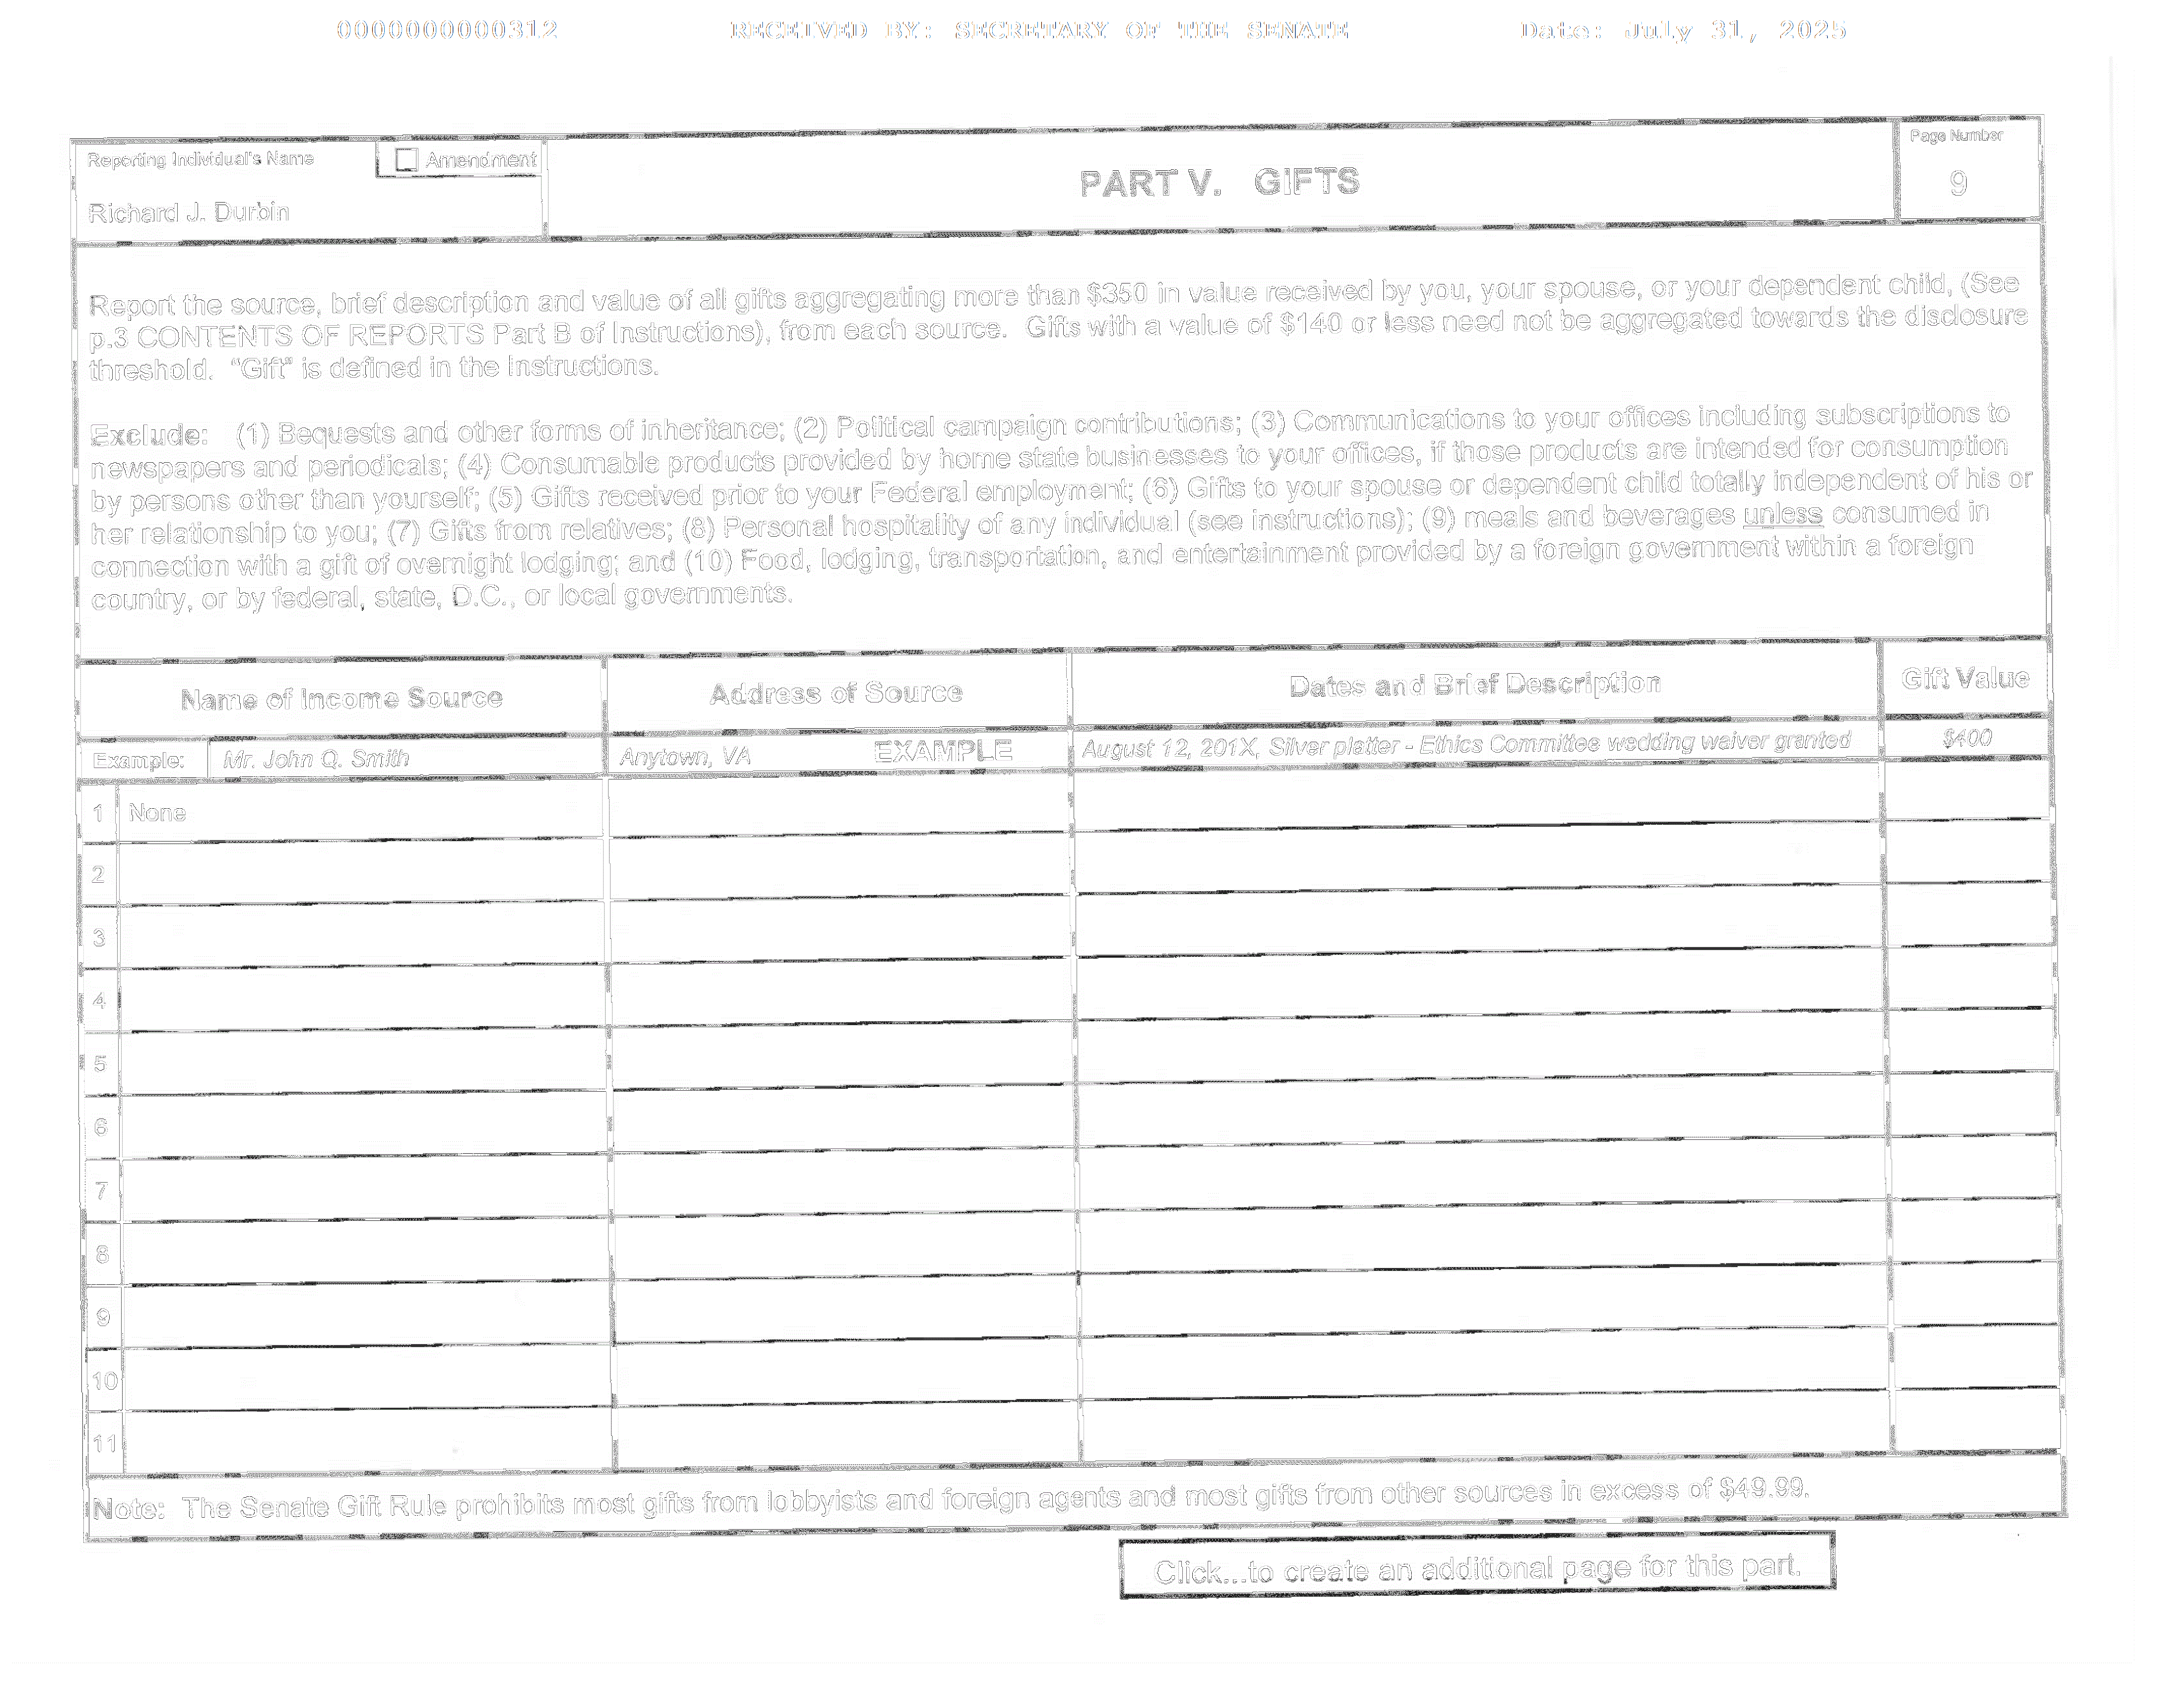 0000000000312 RECEIVED BY: SECRETARY OF THE SENATE Date: July 31, 2025
Reporting Individual's Name
Amendment
Richard J. Durbin
PART V. GIFTS
Page Number
9
Report the source, brief description and value of all gifts aggregating more than $350 in value received by you, your spouse, or your dependent child, (See
p.3 CONTENTS OF REPORTS Part B of Instructions), from each source. Gifts with a value of $140 or less need not be aggregated towards the disclosure
threshold. "Gift" is defined in the Instructions.
Exclude: (1) Bequests and other forms of inheritance; (2) Political campaign contributions; (3) Communications to your offices including subscriptions to
newspapers and periodicals; (4) Consumable products provided by home state businesses to your offices, if those products are intended for consumption
by persons other than yourself; (5) Gifts received prior to your Federal employment; (6) Gifts to your spouse or dependent child totally independent of his or
her relationship to you; (7) Gifts from relatives; (8) Personal hospitality of any individual (see instructions); (9) meals and beverages unless consumed in
connection with a gift of overnight lodging; and (10) Food, lodging, transportation, and entertainment provided by a foreign government within a foreign
country, or by federal, state, D.C., or local governments.
Name of Income Source Address of Source Dates and Brief Description Gift Value
Example: Mr. John Q. Smith Anytown, VA EXAMPLE August 12, 201X, Silver platter - Ethics Committee wedding waiver granted $400
1 None
2
3
4
5
6
7
8
9
10
11
Note: The Senate Gift Rule prohibits most gifts from lobbyists and foreign agents and most gifts from other sources in excess of $49.99.
Click...to create an additional page for this part.